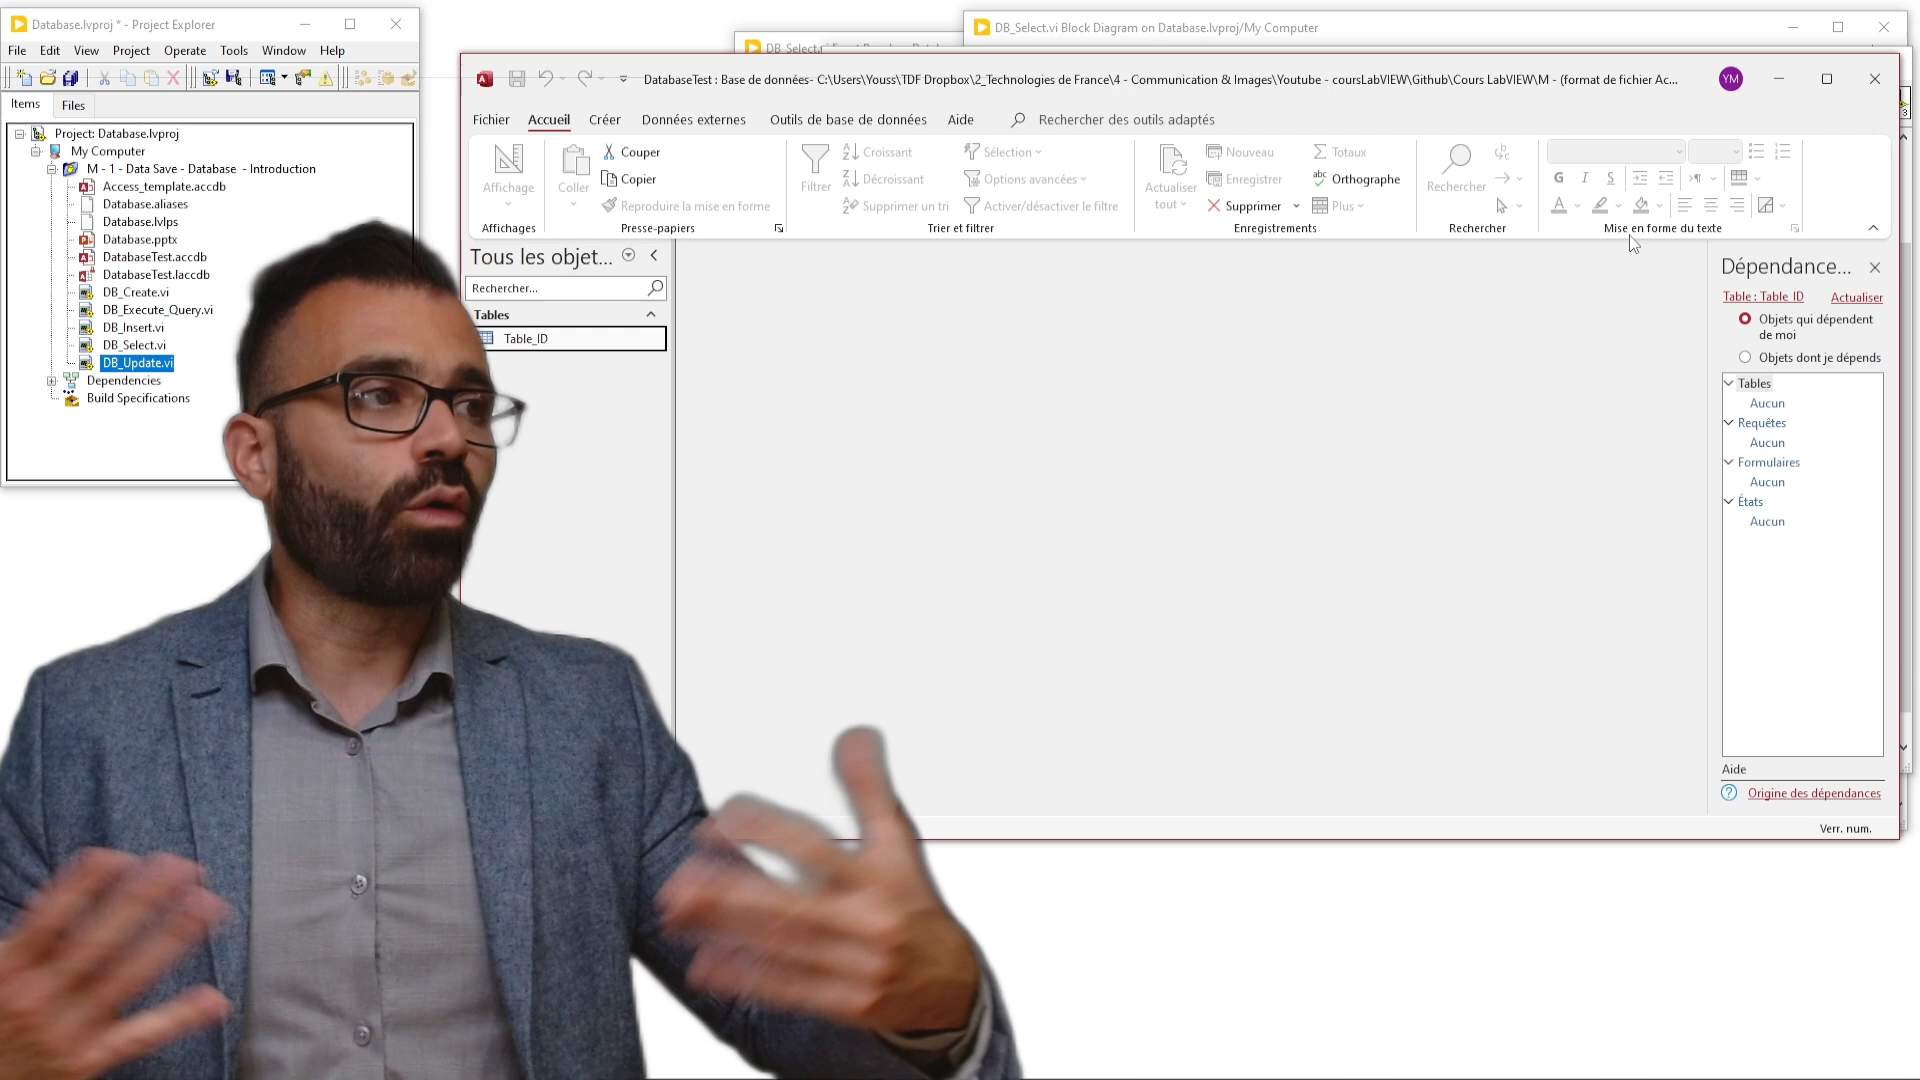 Database.lvproj * - Project Explorer
File Edit View Project Operate Tools Window Help
Items Files
Project: Database.lvproj
My Computer
M - 1 - Data Save - Database - Introduction
Access_template.accdb
Database.aliases
Database.lvlps
Database.pptx
DatabaseTest.accdb
DatabaseTest.laccdb
DB_Create.vi
DB_Execute_Query.vi
DB_Insert.vi
DB_Select.vi
DB_Update.vi
Dependencies
Build Specifications
DB_Select.vi Block Diagram on Database.lvproj/My Computer
DatabaseTest : Base de données- C:\Users\Youss\TDF Dropbox\2_Technologies de France\4 - Communication & Images\Youtube - coursLabVIEW\Github\Cours LabVIEW\M - (format de fichier Ac...
YM
Fichier Accueil Créer Données externes Outils de base de données Aide Rechercher des outils adaptés
Affichage
Affichages
Coller
Couper
Copier
Reproduire la mise en forme
Presse-papiers
Filtrer
Croissant
Décroissant
Supprimer un tri
Sélection
Options avancées
Activer/désactiver le filtre
Trier et filtrer
Actualiser
tout
Nouveau
Enregistrer
Supprimer
Totaux
Orthographe
Plus
Enregistrements
Rechercher
Rechercher
G I S
A
Mise en forme du texte
Tous les objet...
Rechercher...
Tables
Table_ID
Dépendance...
Table : Table_ID Actualiser
Objets qui dépendent
de moi
Objets dont je dépends
Tables
Aucun
Requêtes
Aucun
Formulaires
Aucun
États
Aucun
Aide
Origine des dépendances
Verr. num.